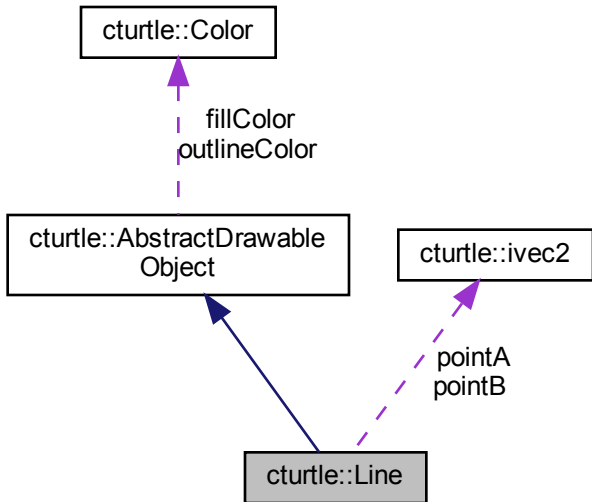 cturtle::Color
fillColor
outlineColor
cturtle::AbstractDrawable
Object
cturtle::ivec2
pointA
pointB
cturtle::Line